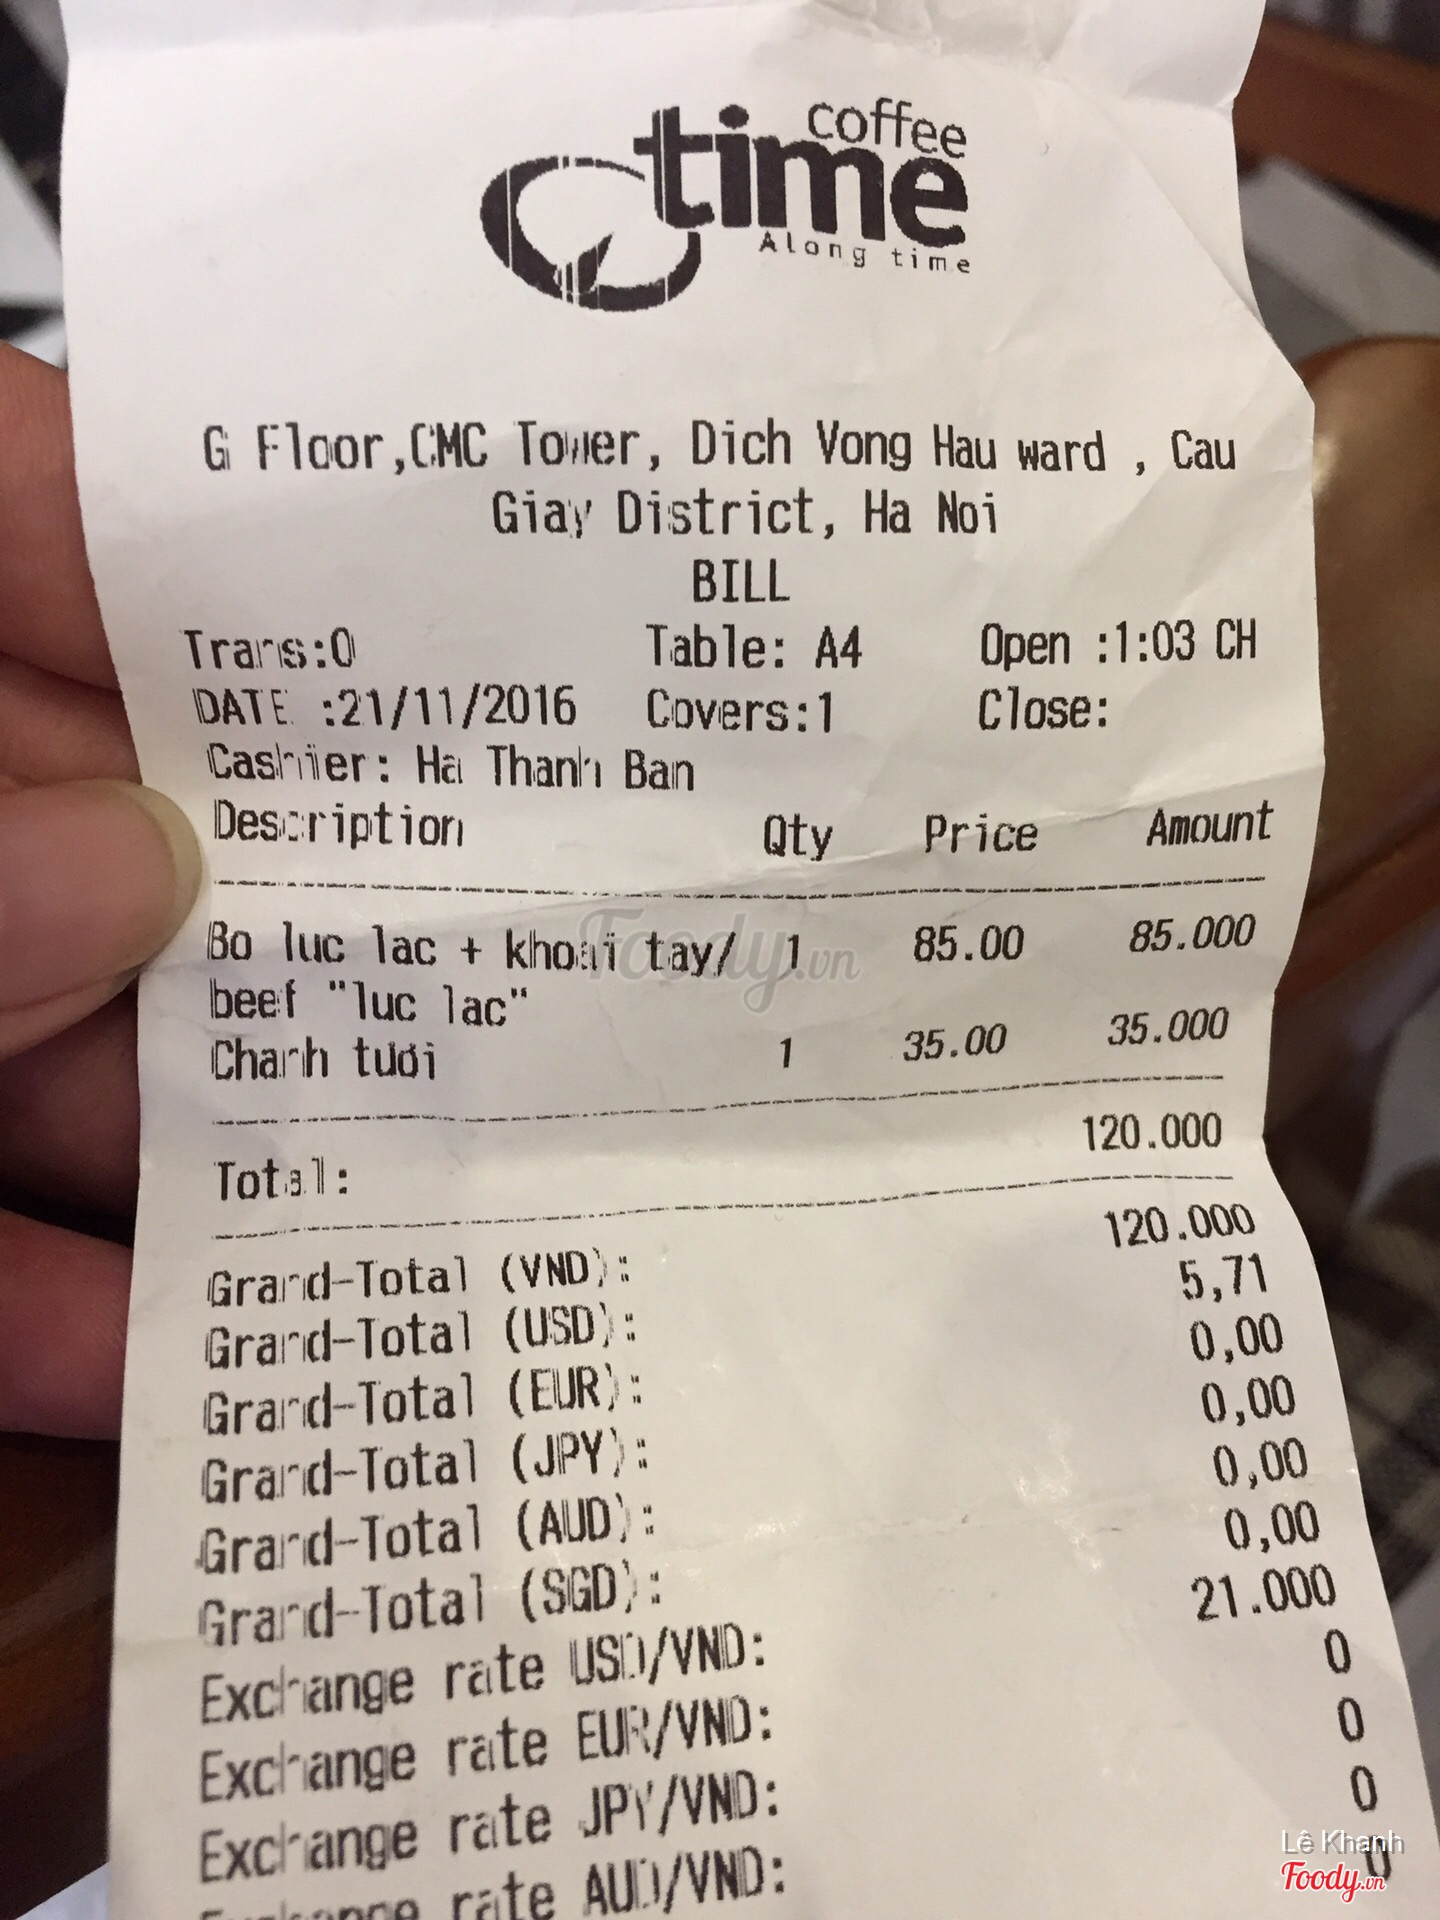 coffee
time
Along time
G Floor,CMC Tower, Dich Vong Hau ward , Cau
Giay District, Ha Noi
BILL
Trans:0 Table: A4 Open :1:03 CH
DATE :21/11/2016 Covers:1 Close:
Cashier: Ha Thanh Ban
Description Qty Price Amount
Bo luc lac + khoai tay/ 1 85.00 85.000
beef "luc lac"
Chanh tươi 1 35.00 35.000
Total: 120.000
Grand-Total (VND): 120.000
Grand-Total (USD): 5,71
Grand-Total (EUR): 0,00
Grand-Total (JPY): 0,00
Grand-Total (AUD): 0,00
Grand-Total (SGD): 0,00
Exchange rate USD/VND: 21.000
Exchange rate EUR/VND: 0
Exchange rate JPY/VND: 0
Exchange rate AUD/VND: 0
0
Foody.vn
Lê Khanh
Foody.vn